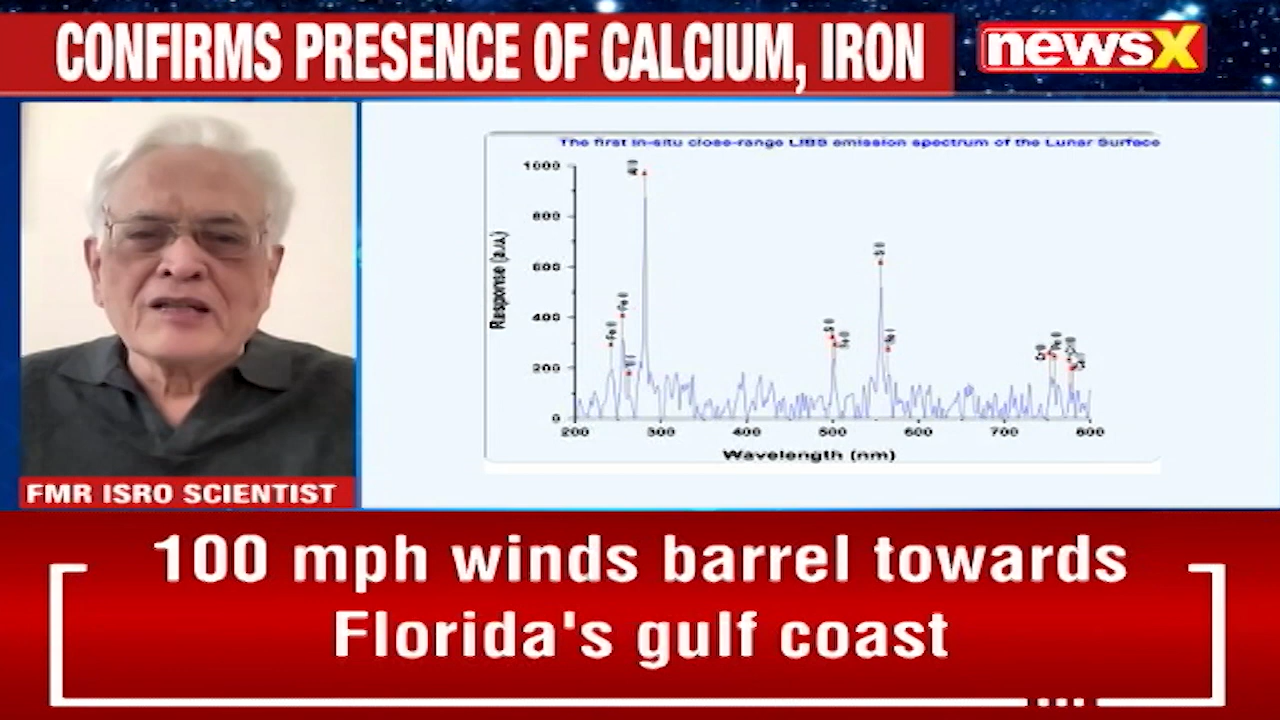 CONFIRMS PRESENCE OF CALCIUM, IRON
newsX
The first in-situ close-range LIBS emission spectrum of the Lunar Surface
1000
800
600
400
200
0
Response (a.u.)
200 300 400 500 600 700 800
Wavelength (nm)
FMR ISRO SCIENTIST
100 mph winds barrel towards
Florida's gulf coast